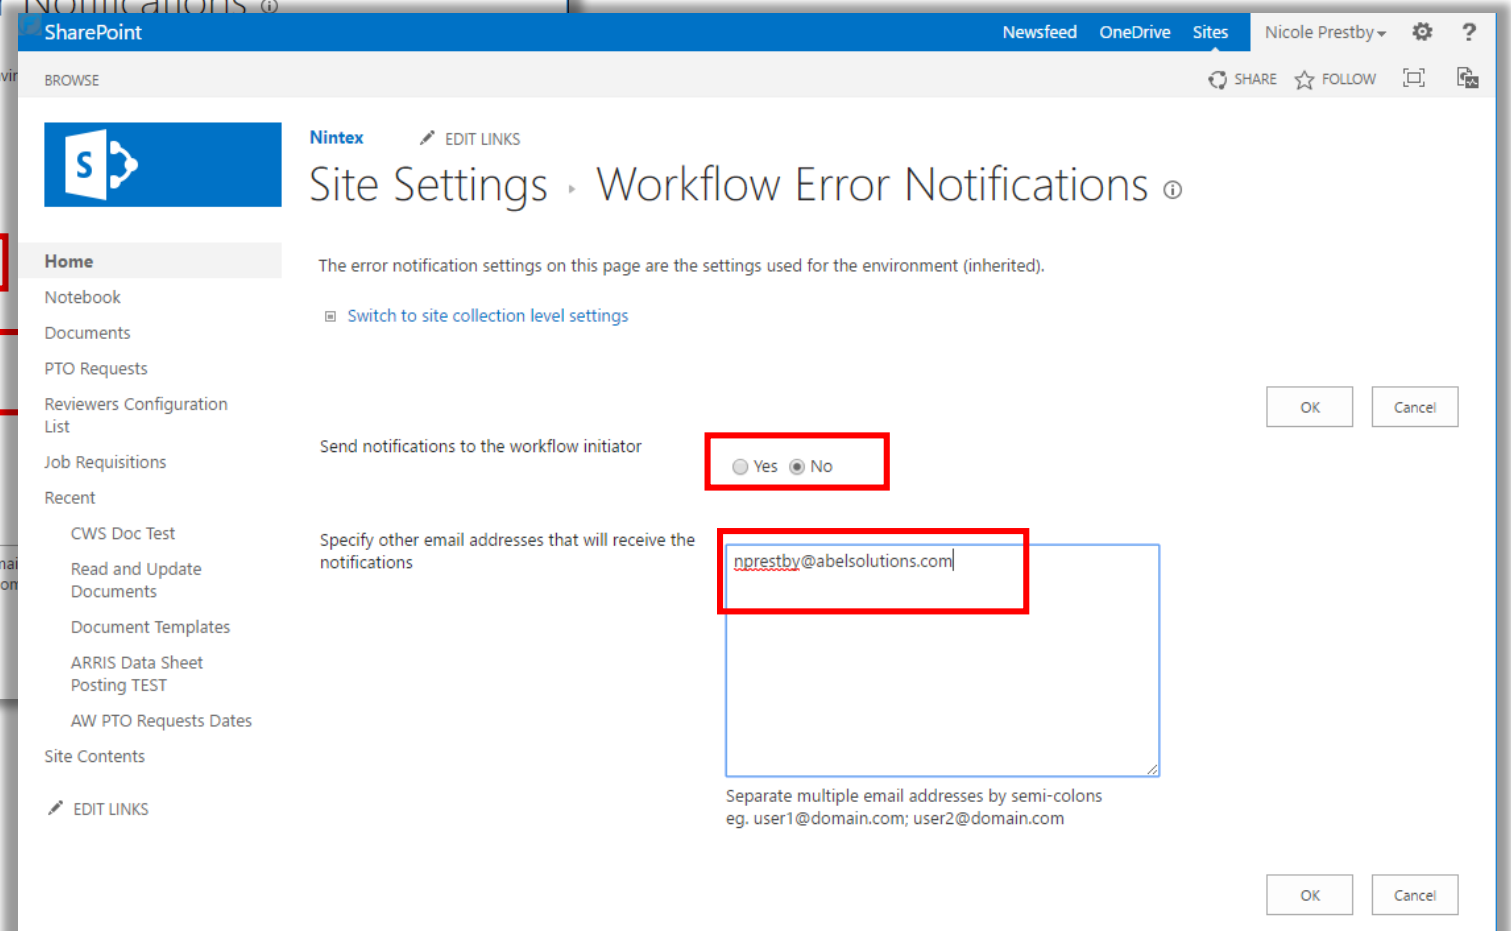 Notifications
SharePoint
Newsfeed OneDrive Sites Nicole Prestby ?
BROWSE
SHARE FOLLOW
S
Nintex EDIT LINKS
Site Settings Workflow Error Notifications
Home
Notebook
Documents
PTO Requests
Reviewers Configuration
List
Job Requisitions
Recent
CWS Doc Test
Read and Update
Documents
Document Templates
ARRIS Data Sheet
Posting TEST
AW PTO Requests Dates
Site Contents
EDIT LINKS
The error notification settings on this page are the settings used for the environment (inherited).
Switch to site collection level settings
OK Cancel
Send notifications to the workflow initiator
Yes No
Specify other email addresses that will receive the
notifications
nprestby@abelsolutions.com
Separate multiple email addresses by semi-colons
eg. user1@domain.com; user2@domain.com
OK Cancel